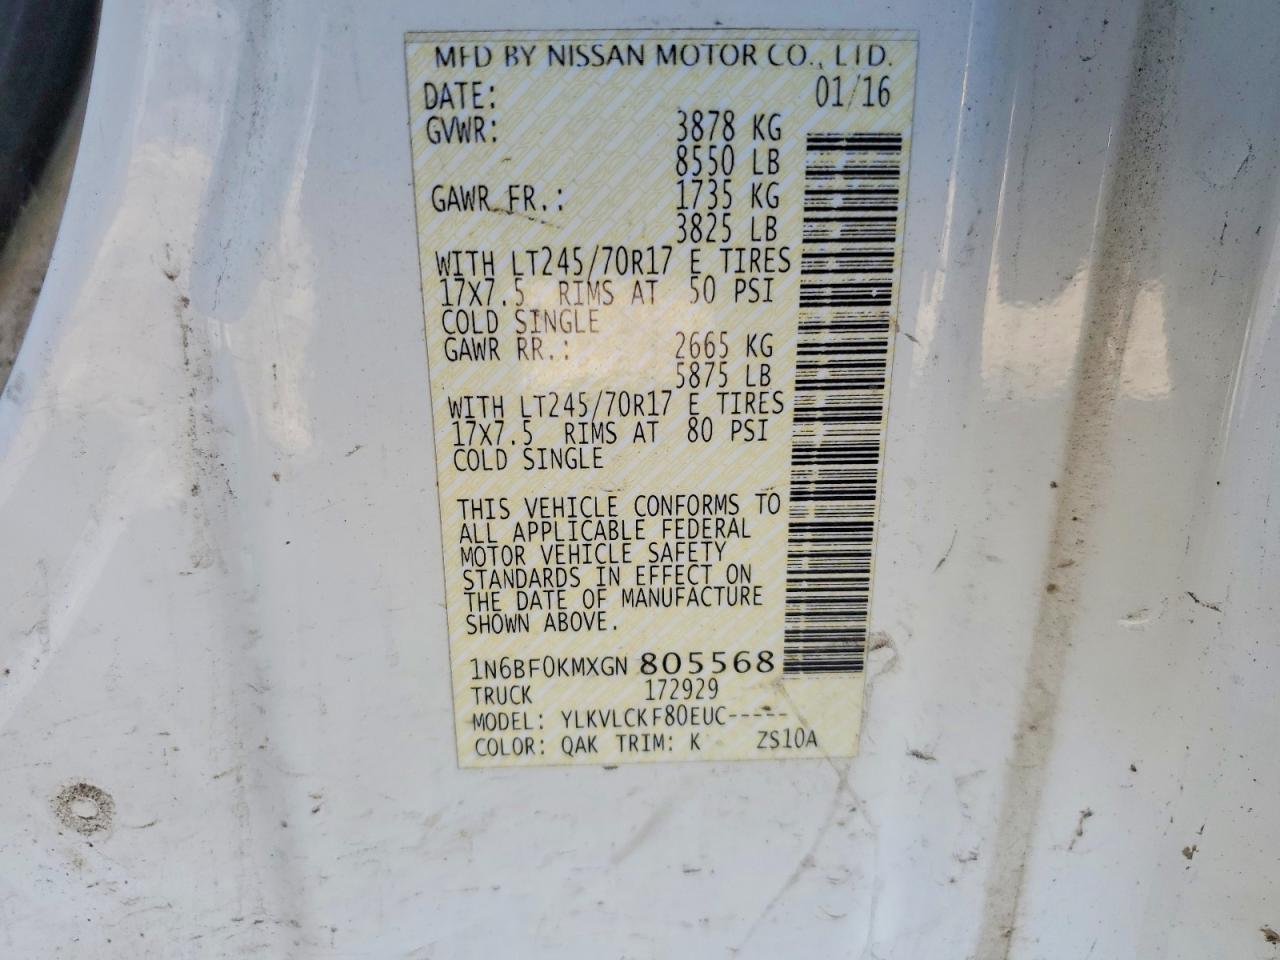 MFD BY NISSAN MOTOR CO., LTD.
DATE: 01/16
GVWR: 3878 KG
8550 LB
GAWR FR.: 1735 KG
3825 LB
WITH LT245/70R17 E TIRES
17X7.5 RIMS AT 50 PSI
COLD SINGLE
GAWR RR.: 2665 KG
5875 LB
WITH LT245/70R17 E TIRES
17X7.5 RIMS AT 80 PSI
COLD SINGLE
THIS VEHICLE CONFORMS TO
ALL APPLICABLE FEDERAL
MOTOR VEHICLE SAFETY
STANDARDS IN EFFECT ON
THE DATE OF MANUFACTURE
SHOWN ABOVE.
1N6BF0KMXGN 805568
TRUCK 172929
MODEL: YLKVLCKF80EUC-----
COLOR: QAK TRIM: K ZS10A